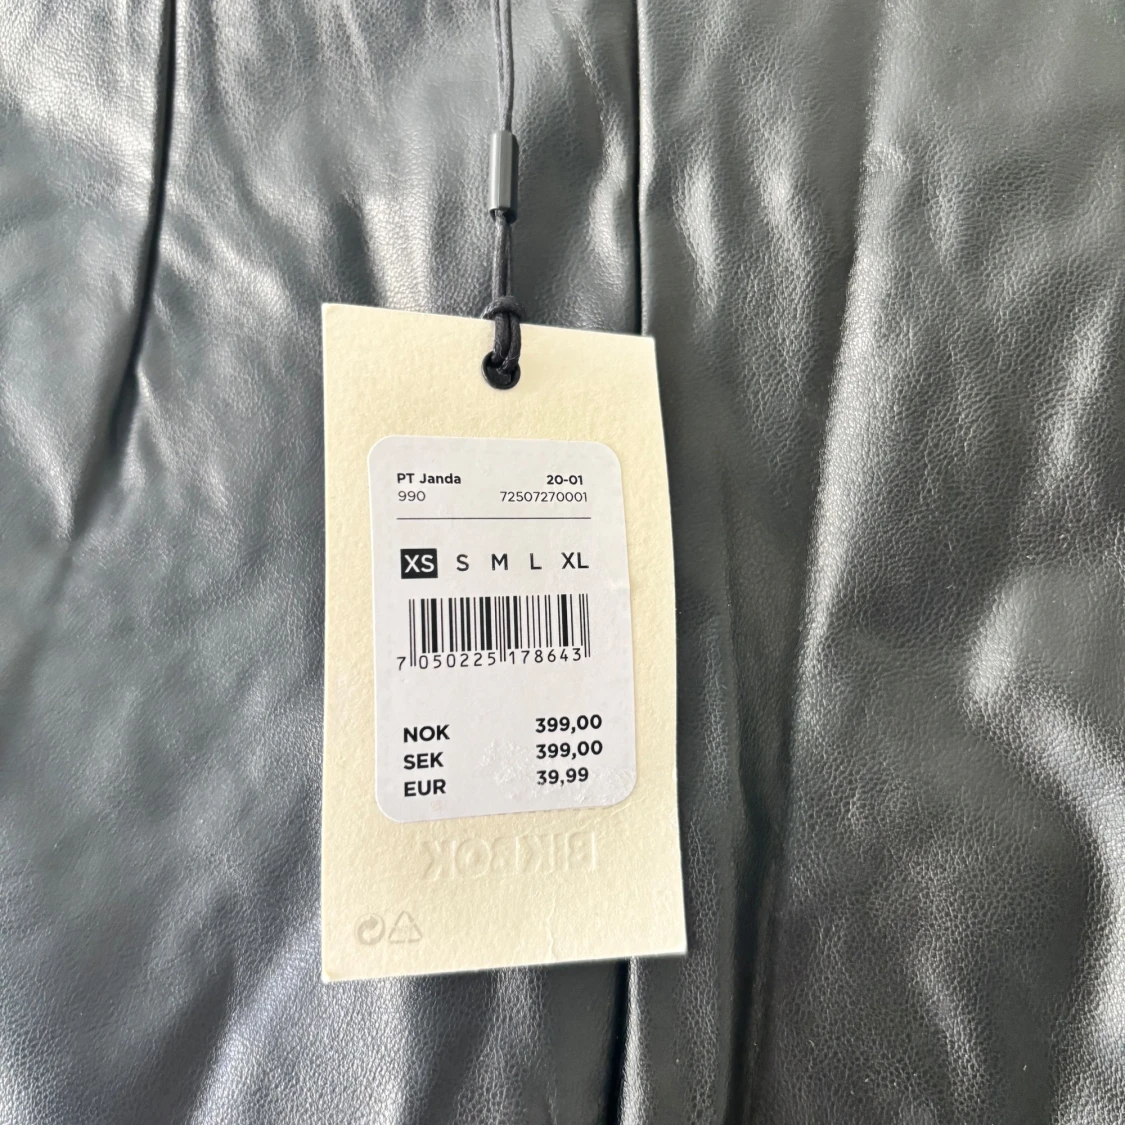 PT Janda 20-01
990 72507270001
XS S M L XL
7 050225 178643
NOK 399,00
SEK 399,00
EUR 39,99
BIKBOK